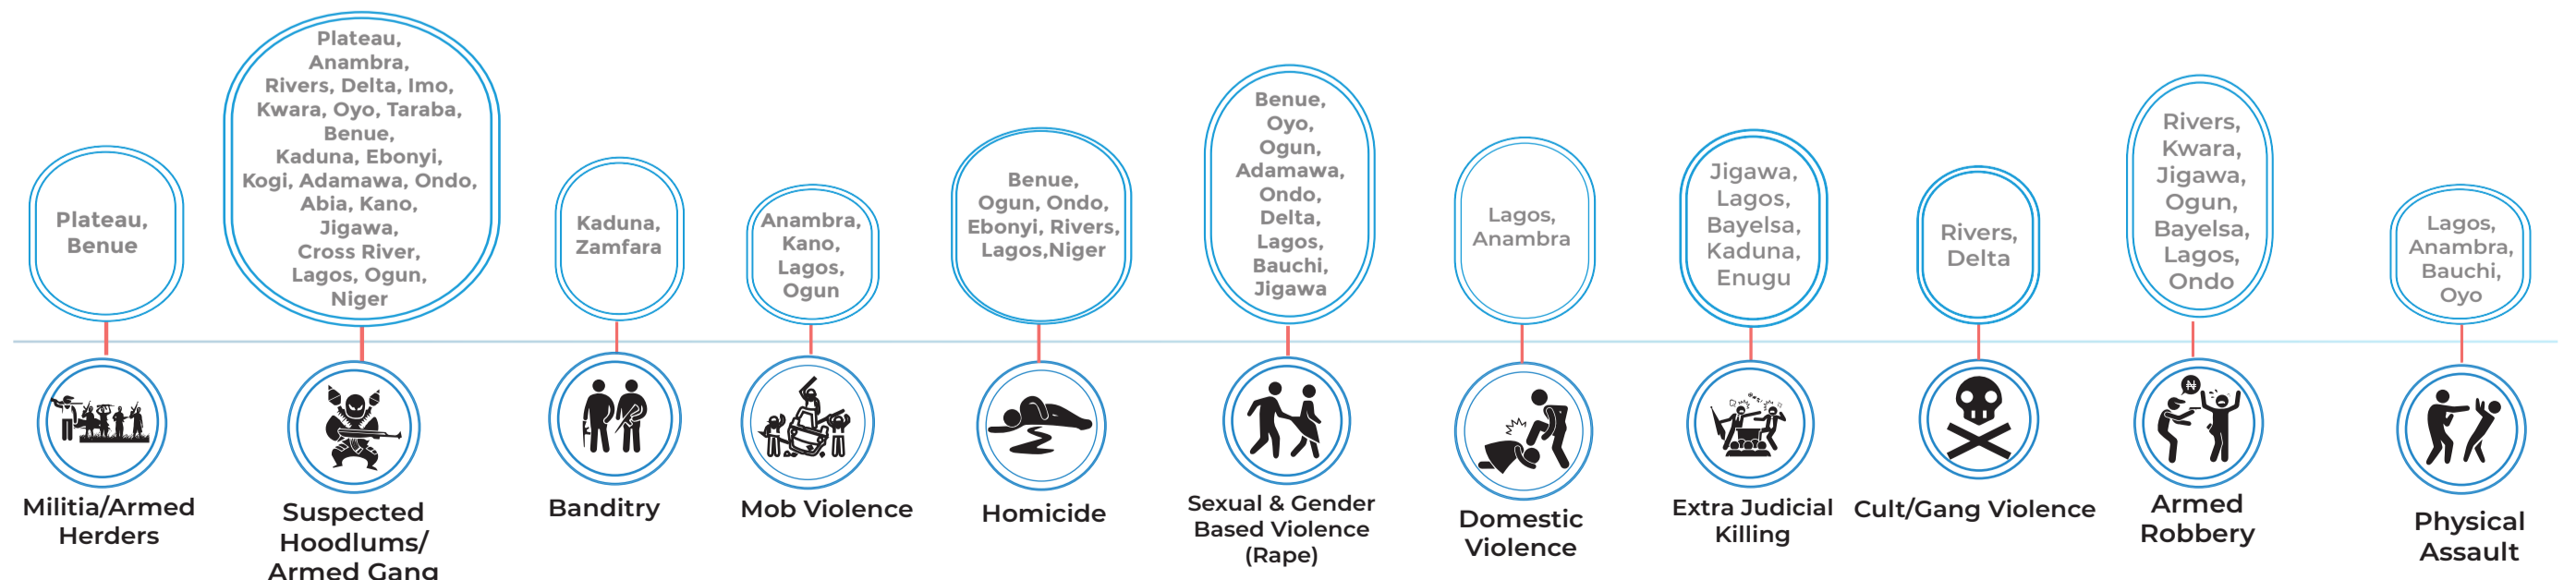 Plateau,
Benue
Militia/Armed
Herders
Plateau,
Anambra,
Rivers, Delta, Imo,
Kwara, Oyo, Taraba,
Benue,
Kaduna, Ebonyi,
Kogi, Adamawa, Ondo,
Abia, Kano,
Jigawa,
Cross River,
Lagos, Ogun,
Niger
Suspected
Hoodlums/
Armed Gang
Kaduna,
Zamfara
Banditry
Anambra,
Kano,
Lagos,
Ogun
Mob Violence
Benue,
Ogun, Ondo,
Ebonyi, Rivers,
Lagos,Niger
Homicide
Benue,
Oyo,
Ogun,
Adamawa,
Ondo,
Delta,
Lagos,
Bauchi,
Jigawa
Sexual & Gender
Based Violence
(Rape)
Lagos,
Anambra
Domestic
Violence
Jigawa,
Lagos,
Bayelsa,
Kaduna,
Enugu
Extra Judicial
Killing
Rivers,
Delta
Cult/Gang Violence
Rivers,
Kwara,
Jigawa,
Ogun,
Bayelsa,
Lagos,
Ondo
₦
Armed
Robbery
Lagos,
Anambra,
Bauchi,
Oyo
Physical
Assault